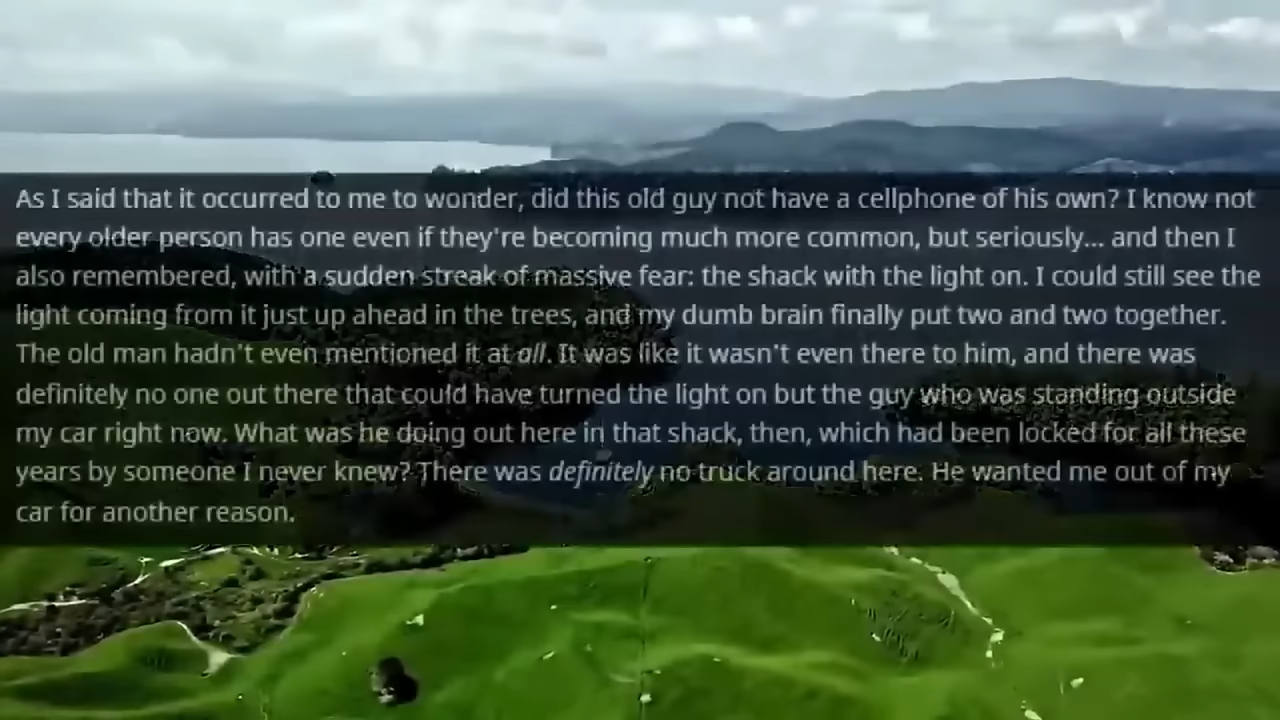 As I said that it occurred to me to wonder, did this old guy not have a cellphone of his own? I know not
every older person has one even if they're becoming much more common, but seriously... and then I
also remembered, with a sudden streak of massive fear: the shack with the light on. I could still see the
light coming from it just up ahead in the trees, and my dumb brain finally put two and two together.
The old man hadn't even mentioned it at all. It was like it wasn't even there to him, and there was
definitely no one out there that could have turned the light on but the guy who was standing outside
my car right now. What was he doing out here in that shack, then, which had been locked for all these
years by someone I never knew? There was definitely no truck around here. He wanted me out of my
car for another reason.